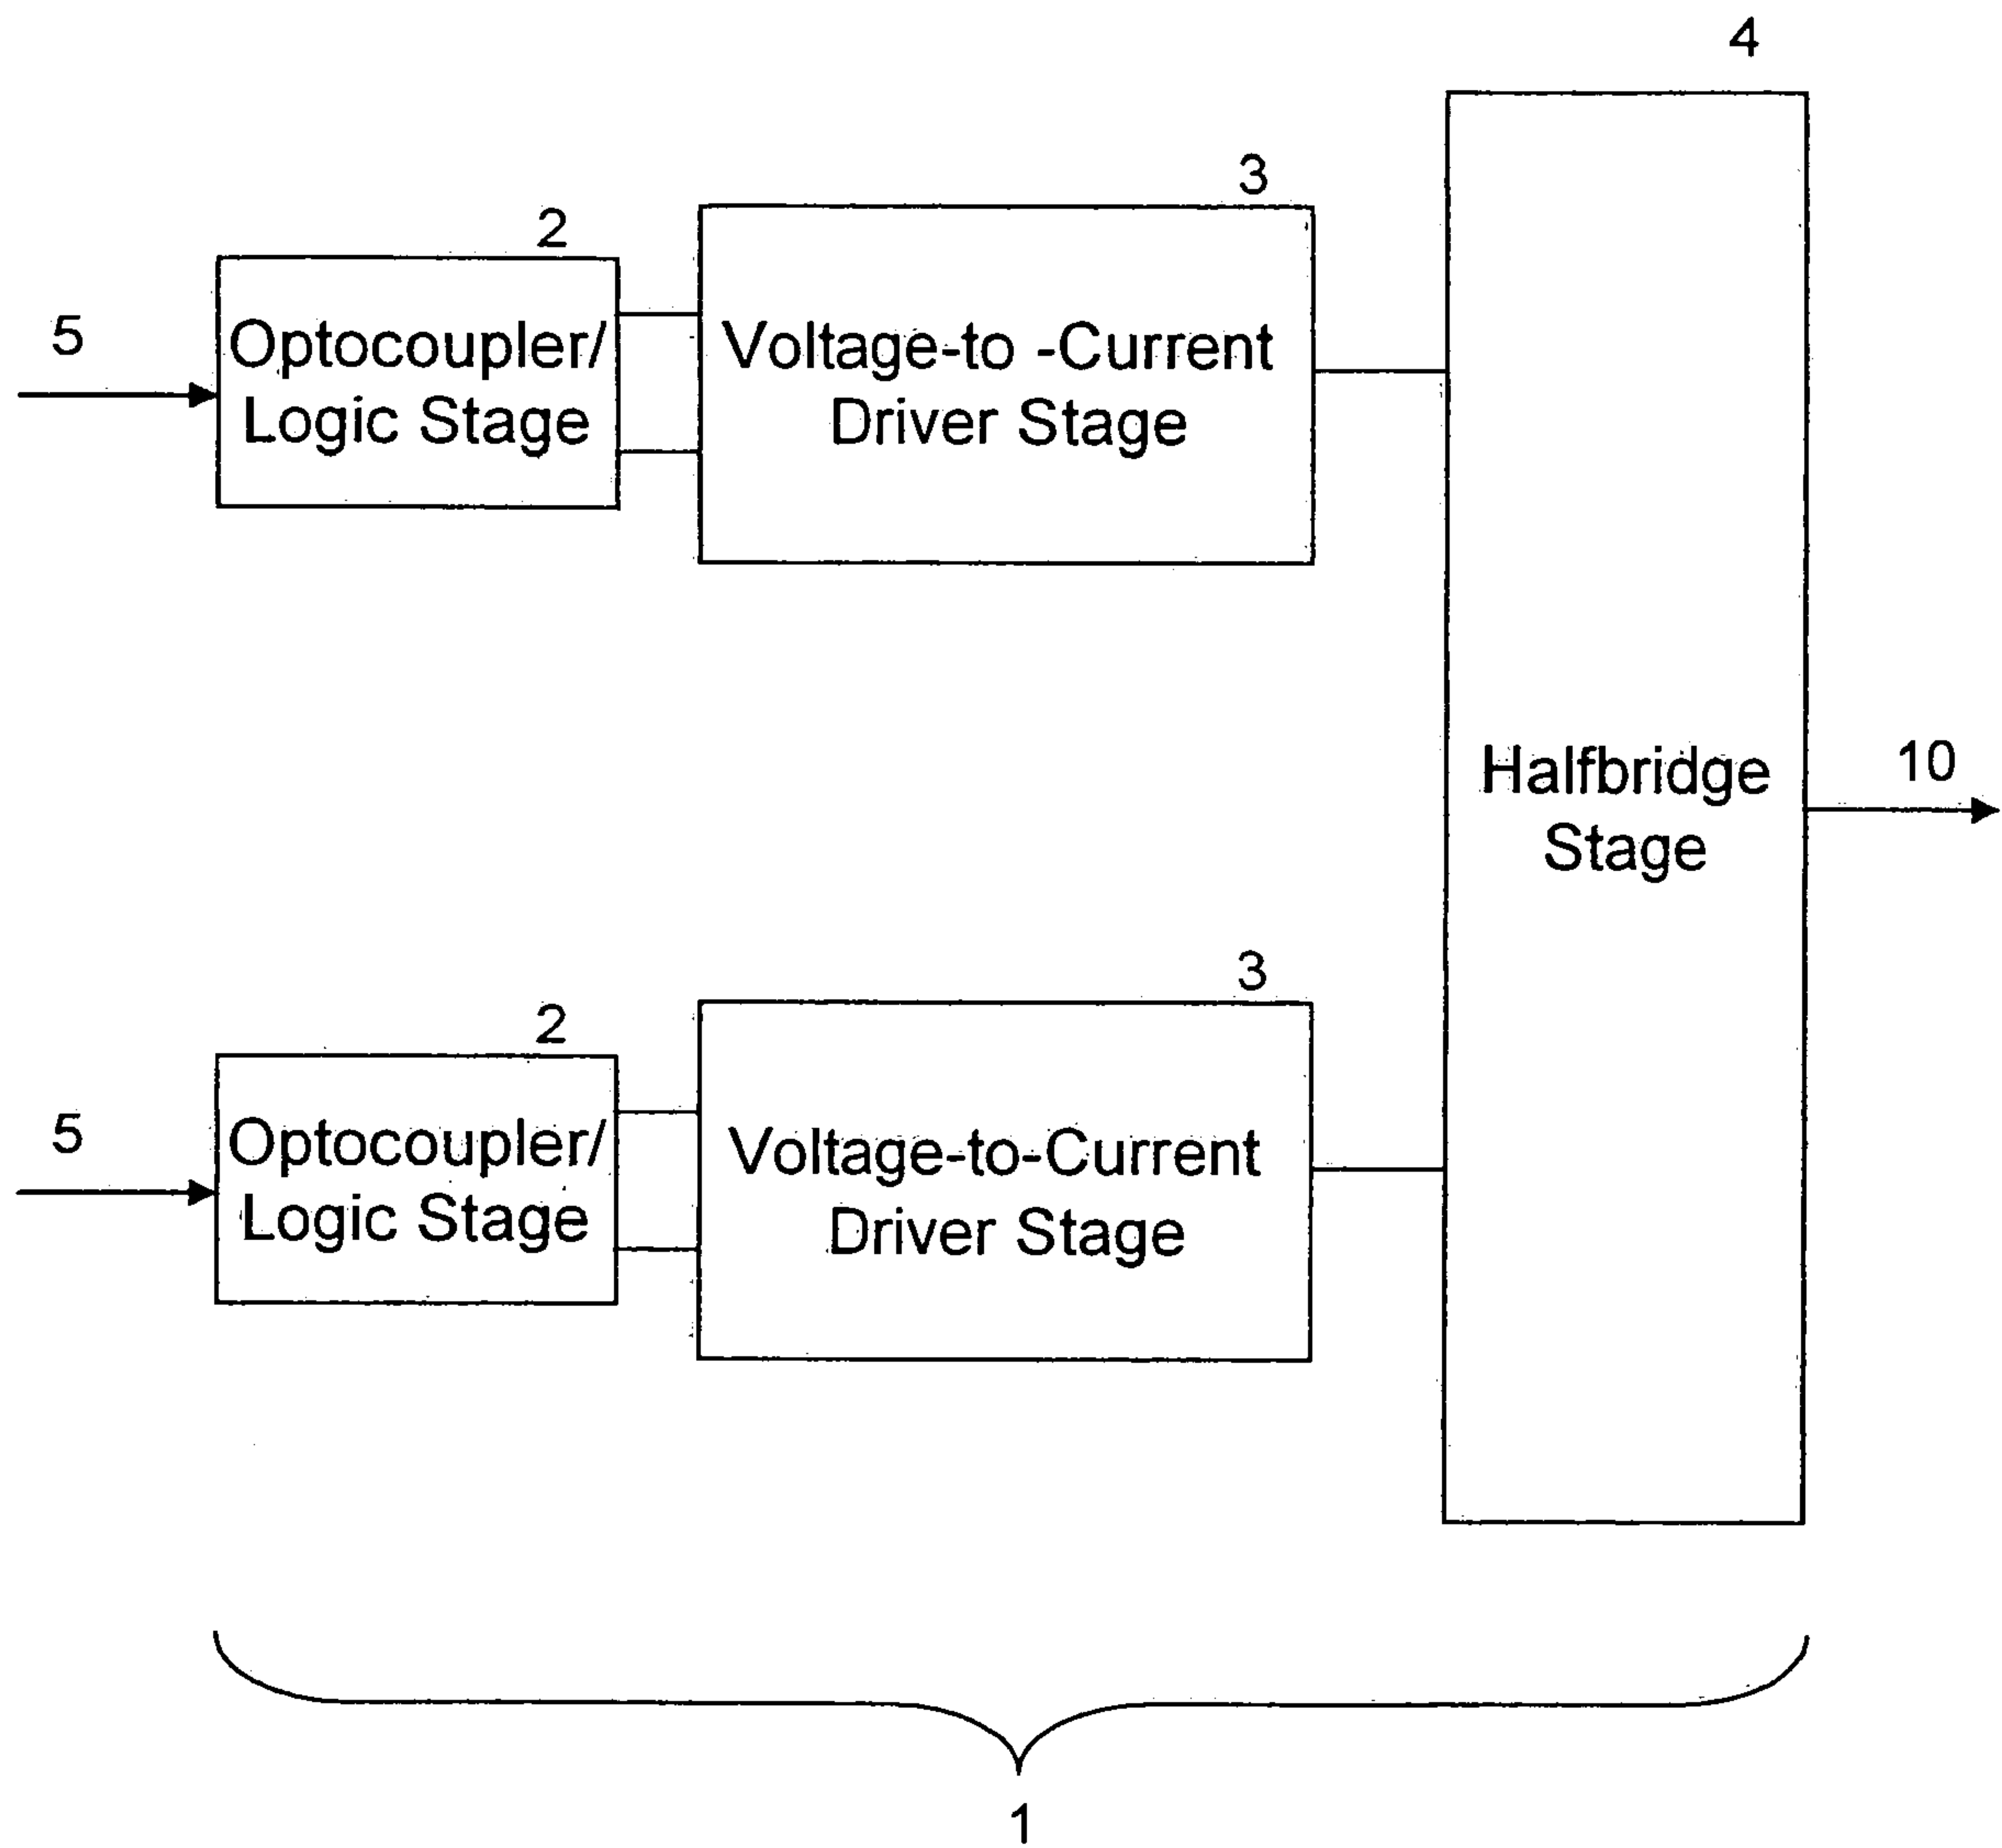 4
3
2
5
Optocoupler/
Logic Stage
Voltage-to -Current
Driver Stage
Halfbridge
Stage
10
3
2
5
Optocoupler/
Logic Stage
Voltage-to-Current
Driver Stage
1